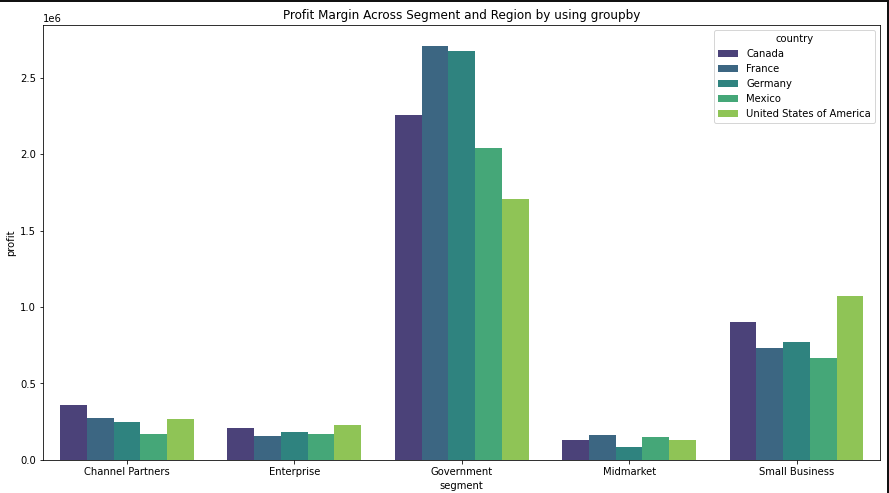 Profit Margin Across Segment and Region by using groupby
1e6
country
Canada
France
Germany
Mexico
United States of America
2.5
2.0
1.5
1.0
0.5
0.0
profit
Channel Partners
Enterprise
Government
Midmarket
Small Business
segment